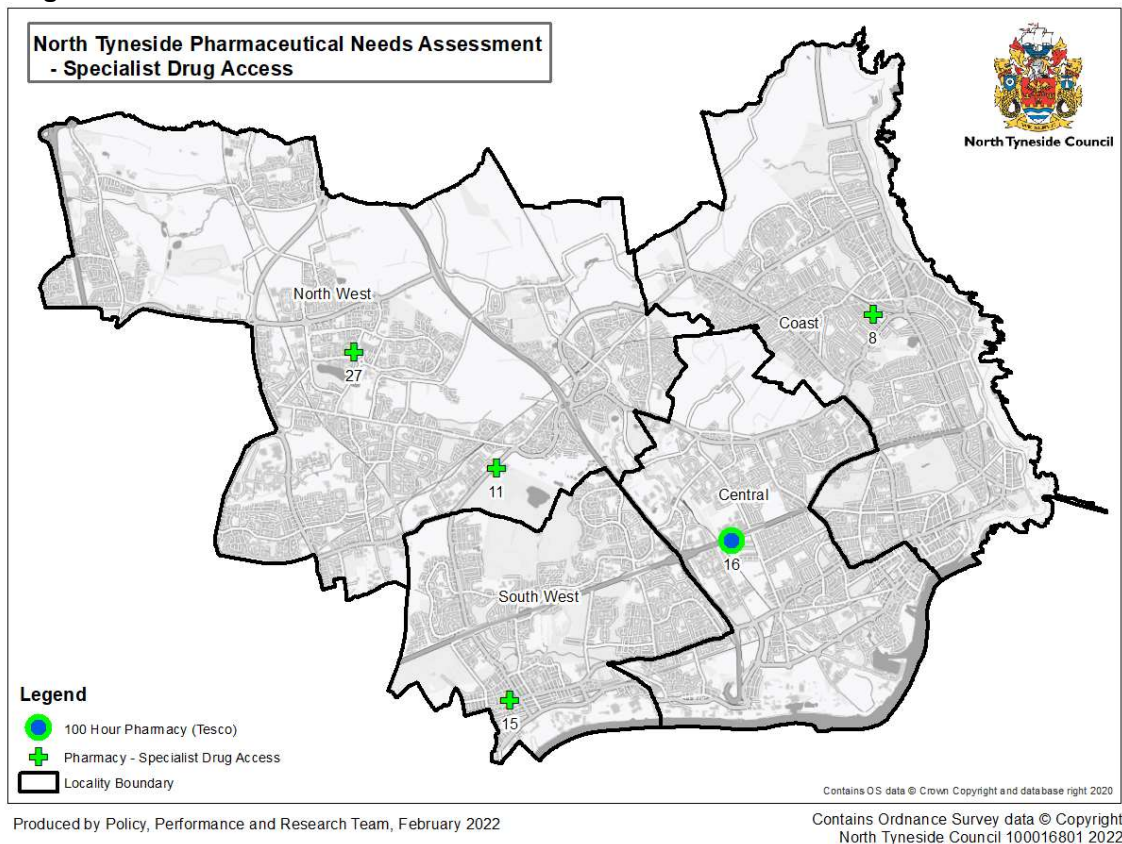 North Tyneside Pharmaceutical Needs Assessment
- Specialist Drug Access
North Tyneside Council
North West
Coast
8
27
11
Central
16
South West
15
Legend
100 Hour Pharmacy (Tesco)
Pharmacy - Specialist Drug Access
Locality Boundary
Contains OS data © Crown Copyright and database right 2020
Produced by Policy, Performance and Research Team, February 2022
Contains Ordnance Survey data © Copyright
North Tyneside Council 100016801 2022